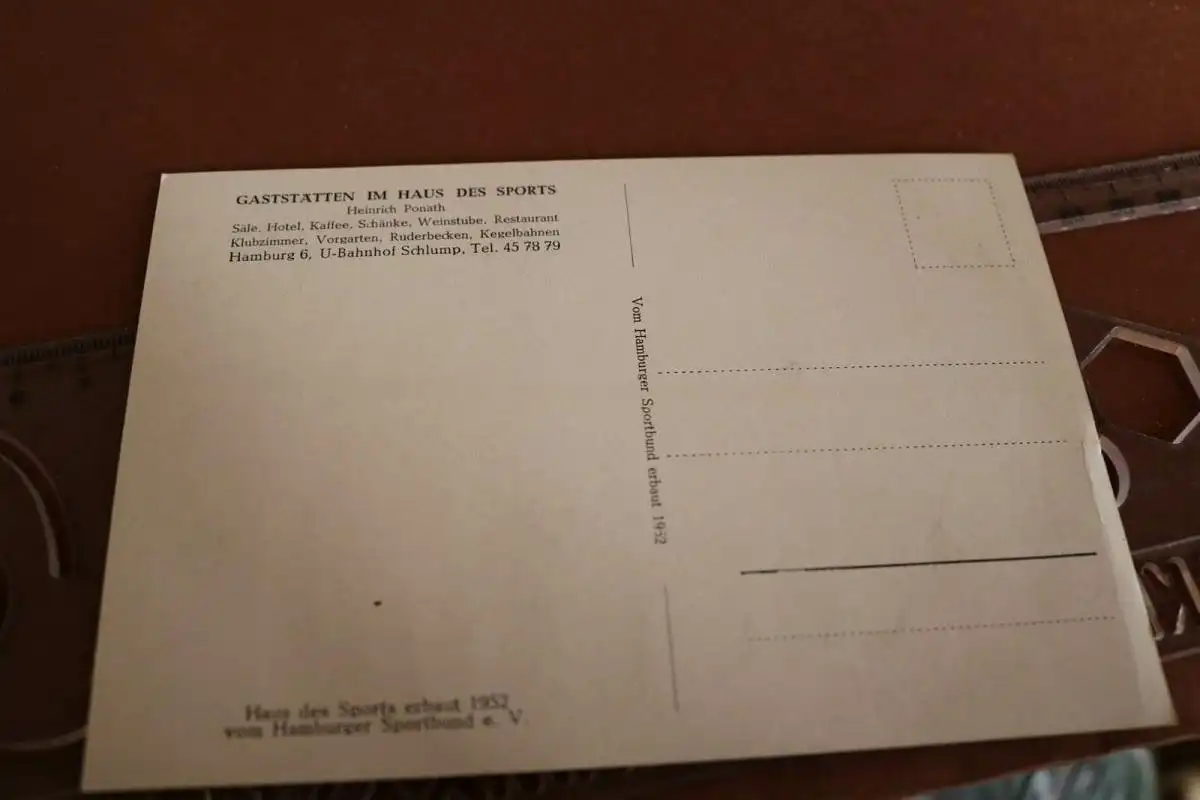 GASTSTÄTTEN IM HAUS DES SPORTS
Heinrich Ponath
Säle, Hotel, Kaffee, Schänke, Weinstube, Restaurant
Klubzimmer, Vorgarten, Ruderbecken, Kegelbahnen
Hamburg 6, U-Bahnhof Schlump, Tel. 45 78 79
Vom Hamburger Sportbund erbaut 1952
Haus des Sports erbaut 1952
vom Hamburger Sportbund e. V.